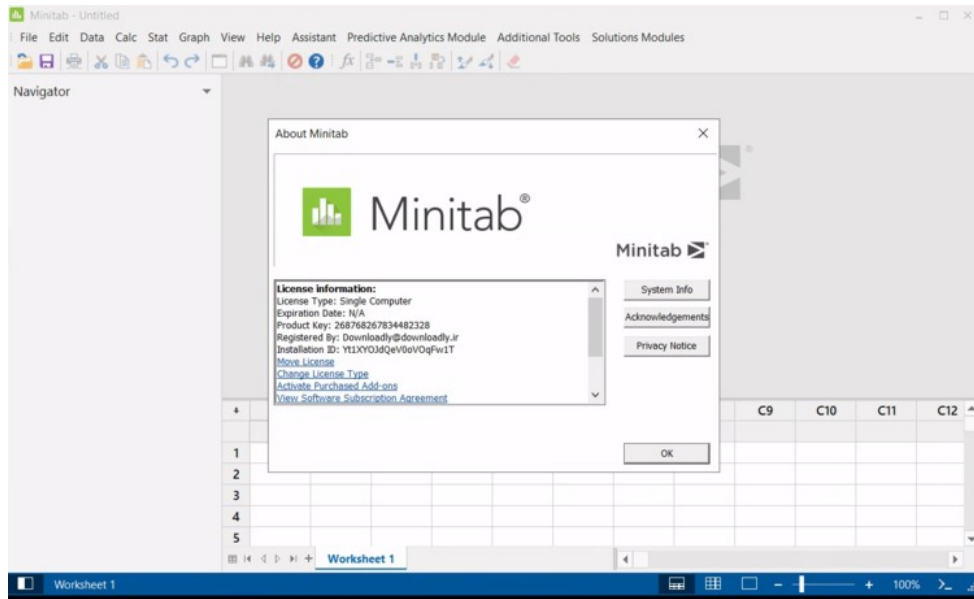 Minitab - Untitled
File Edit Data Calc Stat Graph View Help Assistant Predictive Analytics Module Additional Tools Solutions Modules
Navigator
About Minitab
Minitab®
Minitab
License information:
License Type: Single Computer
Expiration Date: N/A
Product Key: 268768267834482328
Registered By: Downloadly@downloadly.ir
Installation ID: Yt1XYOJdQeV0oVOqFw1T
Move License
Change License Type
Activate Purchased Add-ons
View Software Subscription Agreement
System Info
Acknowledgements
Privacy Notice
OK
C9 C10 C11 C12
1
2
3
4
5
Worksheet 1
Worksheet 1
100%